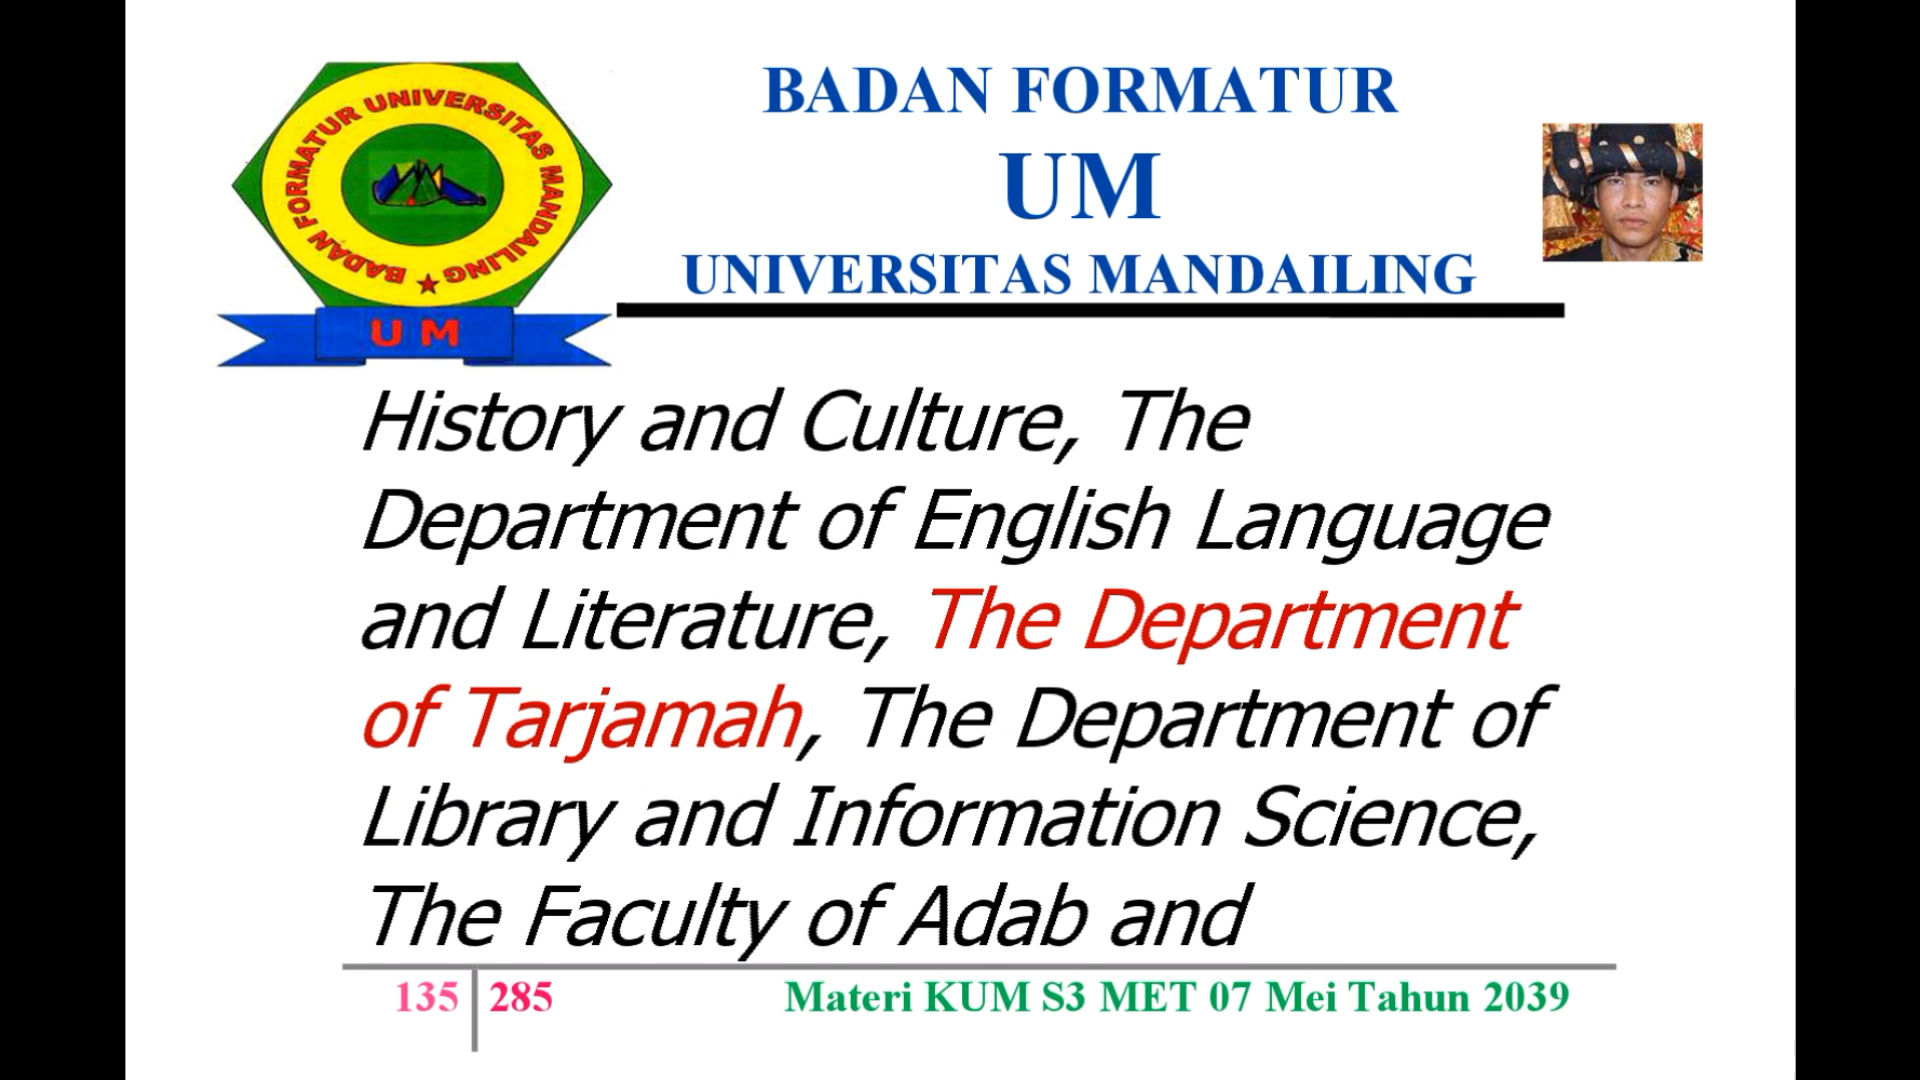 BADAN FORMATUR UNIVERSITAS MANDAILING
U M
BADAN FORMATUR
UM
UNIVERSITAS MANDAILING
History and Culture, The
Department of English Language
and Literature, The Department
of Tarjamah, The Department of
Library and Information Science,
The Faculty of Adab and
135 285 Materi KUM S3 MET 07 Mei Tahun 2039